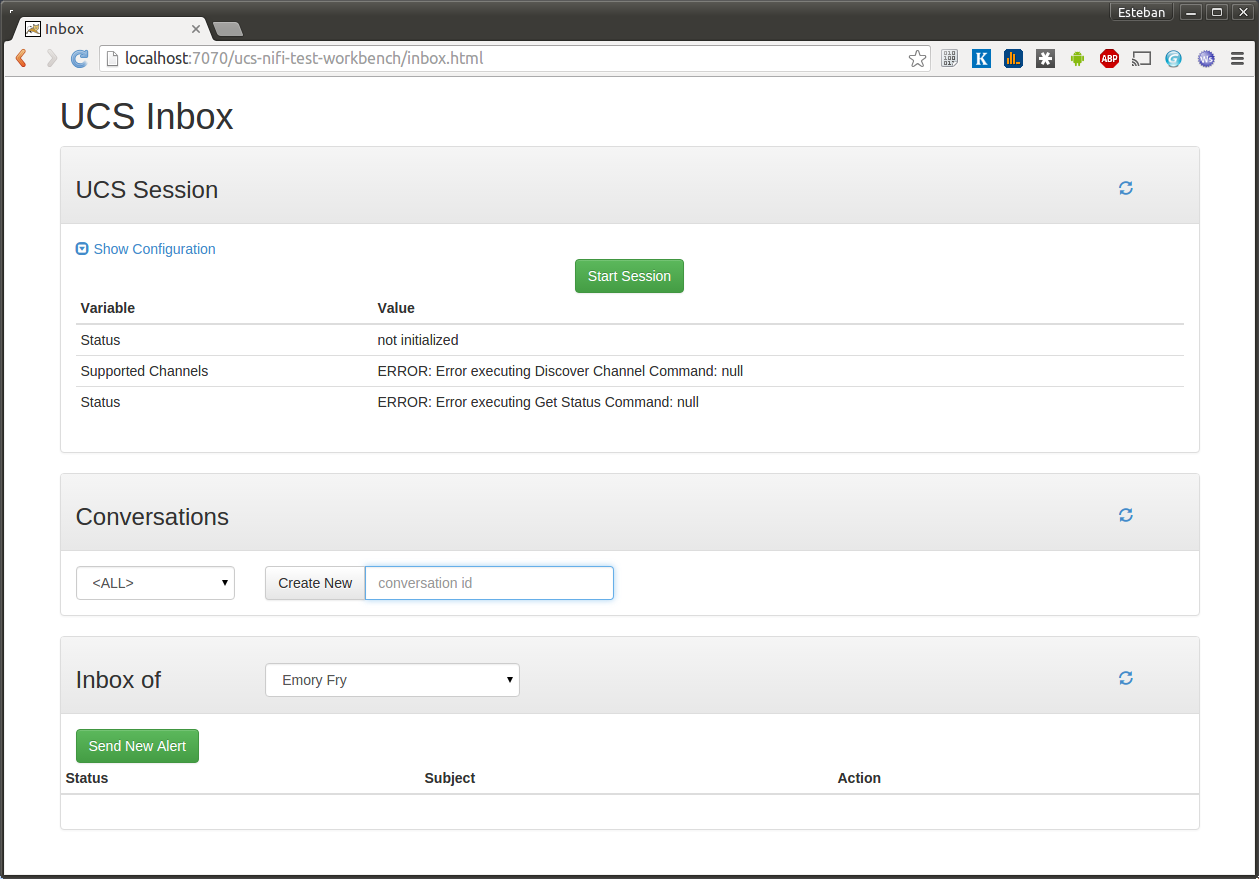 Esteban
Inbox
localhost:7070/ucs-nifi-test-workbench/inbox.html
K
ABP
UCS Inbox
UCS Session
Show Configuration
Start Session
Variable Value
Status not initialized
Supported Channels ERROR: Error executing Discover Channel Command: null
Status ERROR: Error executing Get Status Command: null
Conversations
<ALL> Create New conversation id
Inbox of Emory Fry
Send New Alert
Status Subject Action